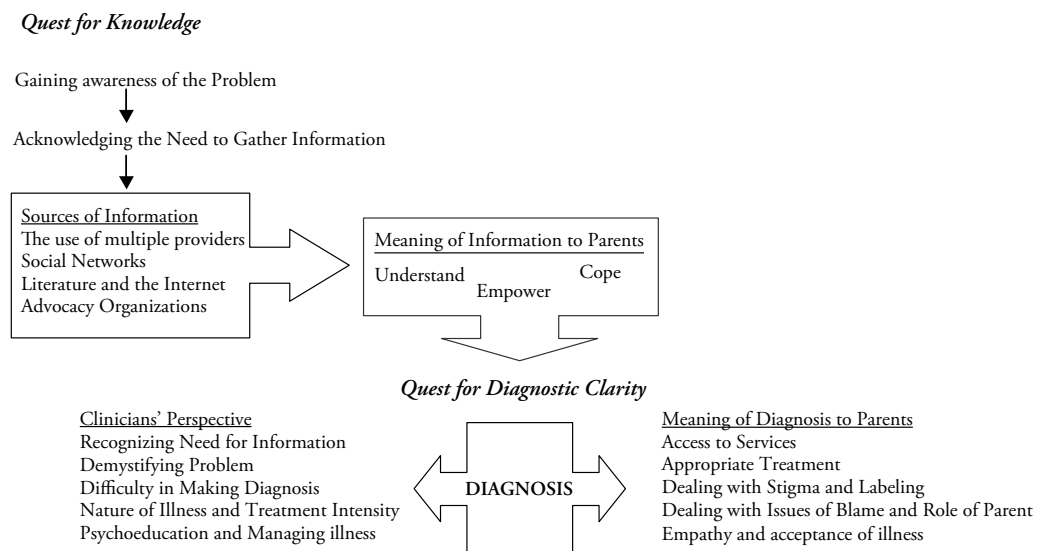 Quest for Knowledge
Gaining awareness of the Problem
Acknowledging the Need to Gather Information
Sources of Information
The use of multiple providers
Social Networks
Literature and the Internet
Advocacy Organizations
Meaning of Information to Parents
Understand
Empower
Cope
Quest for Diagnostic Clarity
Clinicians’ Perspective
Recognizing Need for Information
Demystifying Problem
Difficulty in Making Diagnosis
Nature of Illness and Treatment Intensity
Psychoeducation and Managing illness
DIAGNOSIS
Meaning of Diagnosis to Parents
Access to Services
Appropriate Treatment
Dealing with Stigma and Labeling
Dealing with Issues of Blame and Role of Parent
Empathy and acceptance of illness